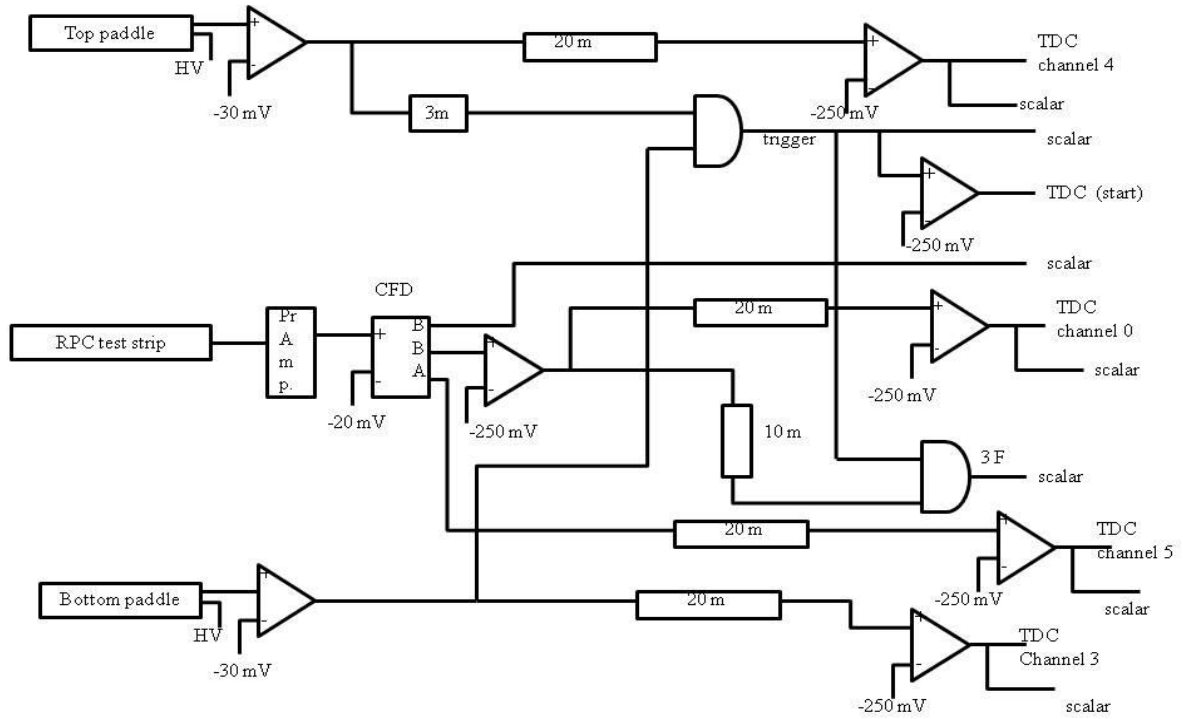 Top paddle
+
-
HV
-30 mV
20 m
+
-
-250 mV
TDC
channel 4
scalar
3m
trigger
scalar
+
-
-250 mV
TDC (start)
scalar
CFD
RPC test strip
Pr
A
m
p.
+
-
-20 mV
B
B
A
+
-
-250 mV
20 m
+
-
-250 mV
TDC
channel 0
scalar
10 m
3 F
scalar
20 m
+
-
-250 mV
TDC
channel 5
scalar
Bottom paddle
HV
+
-
-30 mV
20 m
+
-
-250 mV
TDC
Channel 3
scalar